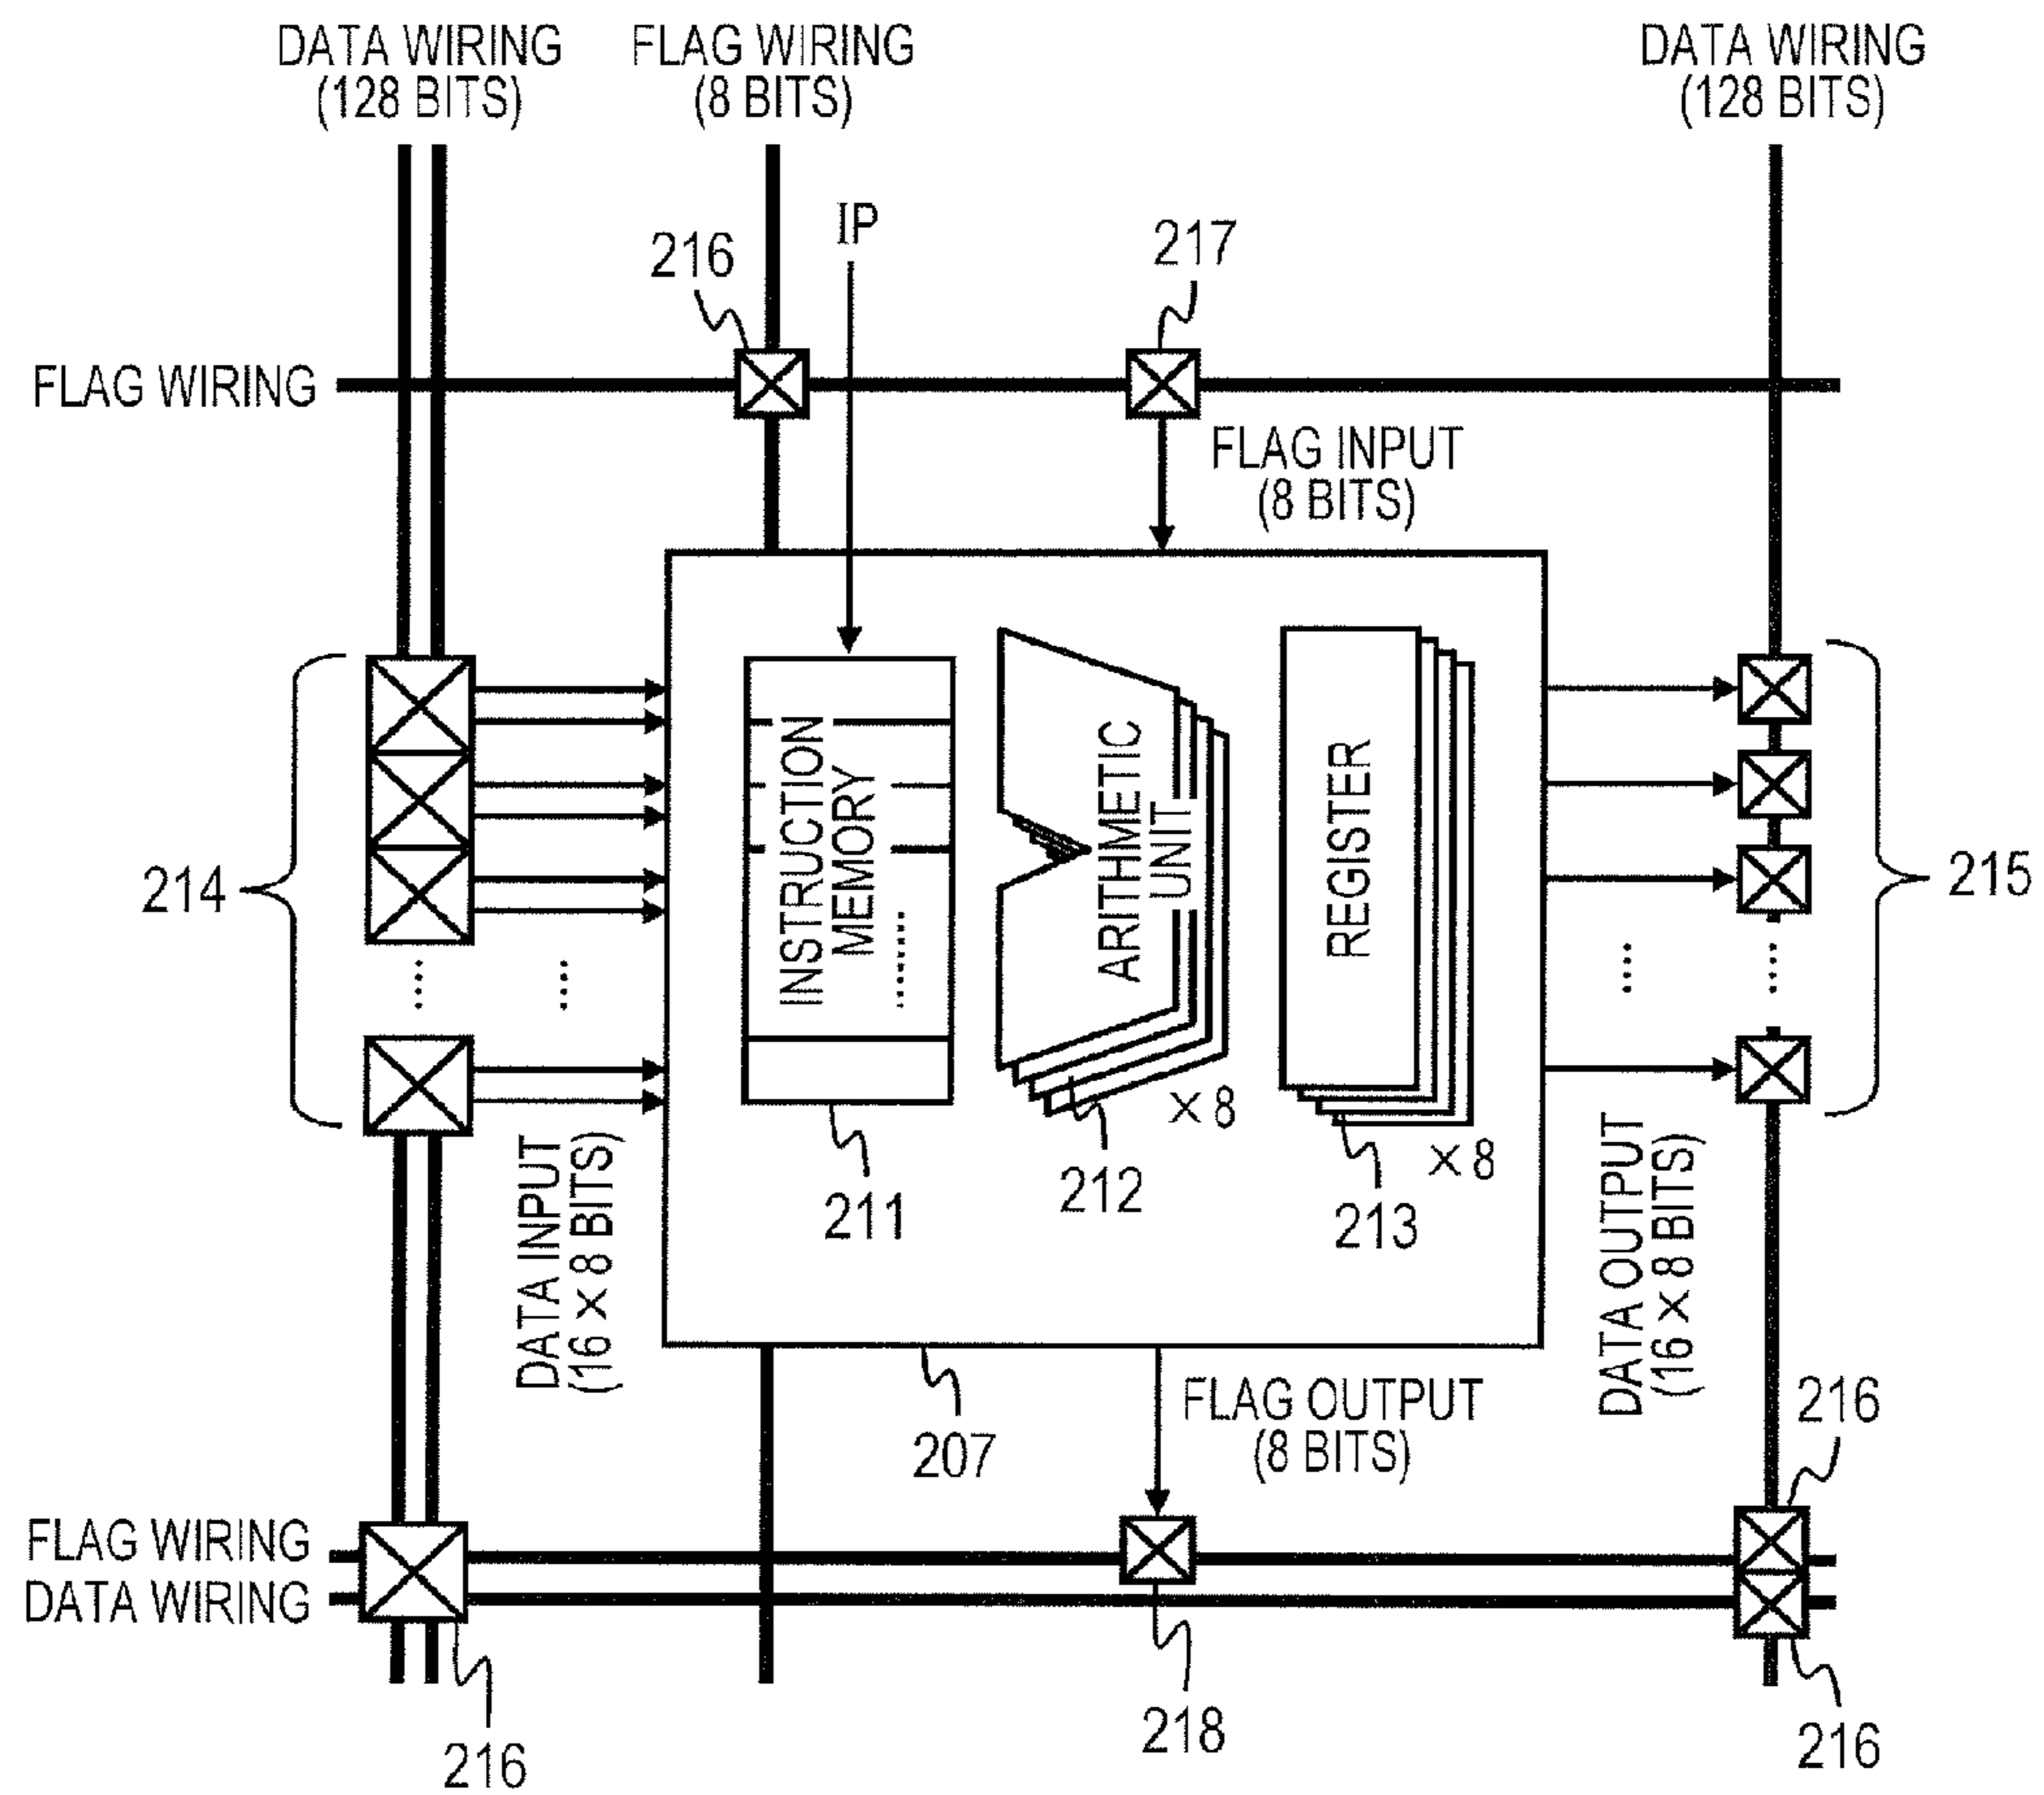 DATA WIRING
(128 BITS)
FLAG WIRING
(8 BITS)
DATA WIRING
(128 BITS)
216
IP
217
FLAG WIRING
FLAG INPUT
(8 BITS)
214
INSTRUCTION
MEMORY
ARITHMETIC
UNIT
REGISTER
215
× 8
× 8
211
212
213
DATA INPUT
(16 × 8 BITS)
DATA OUTPUT
(16 × 8 BITS)
207
FLAG OUTPUT
(8 BITS)
216
FLAG WIRING
DATA WIRING
216
218
216